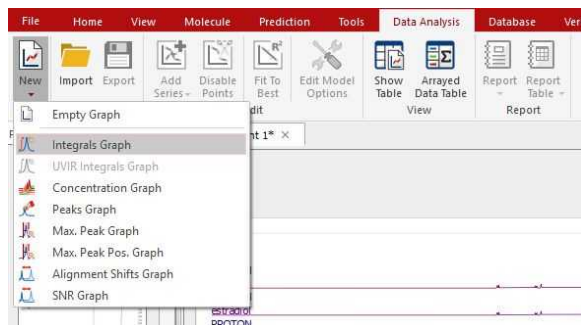 File Home View Molecule Prediction Tools Data Analysis Database Ver
New Import Export Add Series Disable Points Fit To Best Edit Model Options Show Table Arrayed Data Table Report Report Table
dit View Report
Empty Graph
nt 1*
Integrals Graph
UVIR Integrals Graph
Concentration Graph
Peaks Graph
Max. Peak Graph
Max. Peak Pos. Graph
Alignment Shifts Graph
SNR Graph
estradiol
PROTON